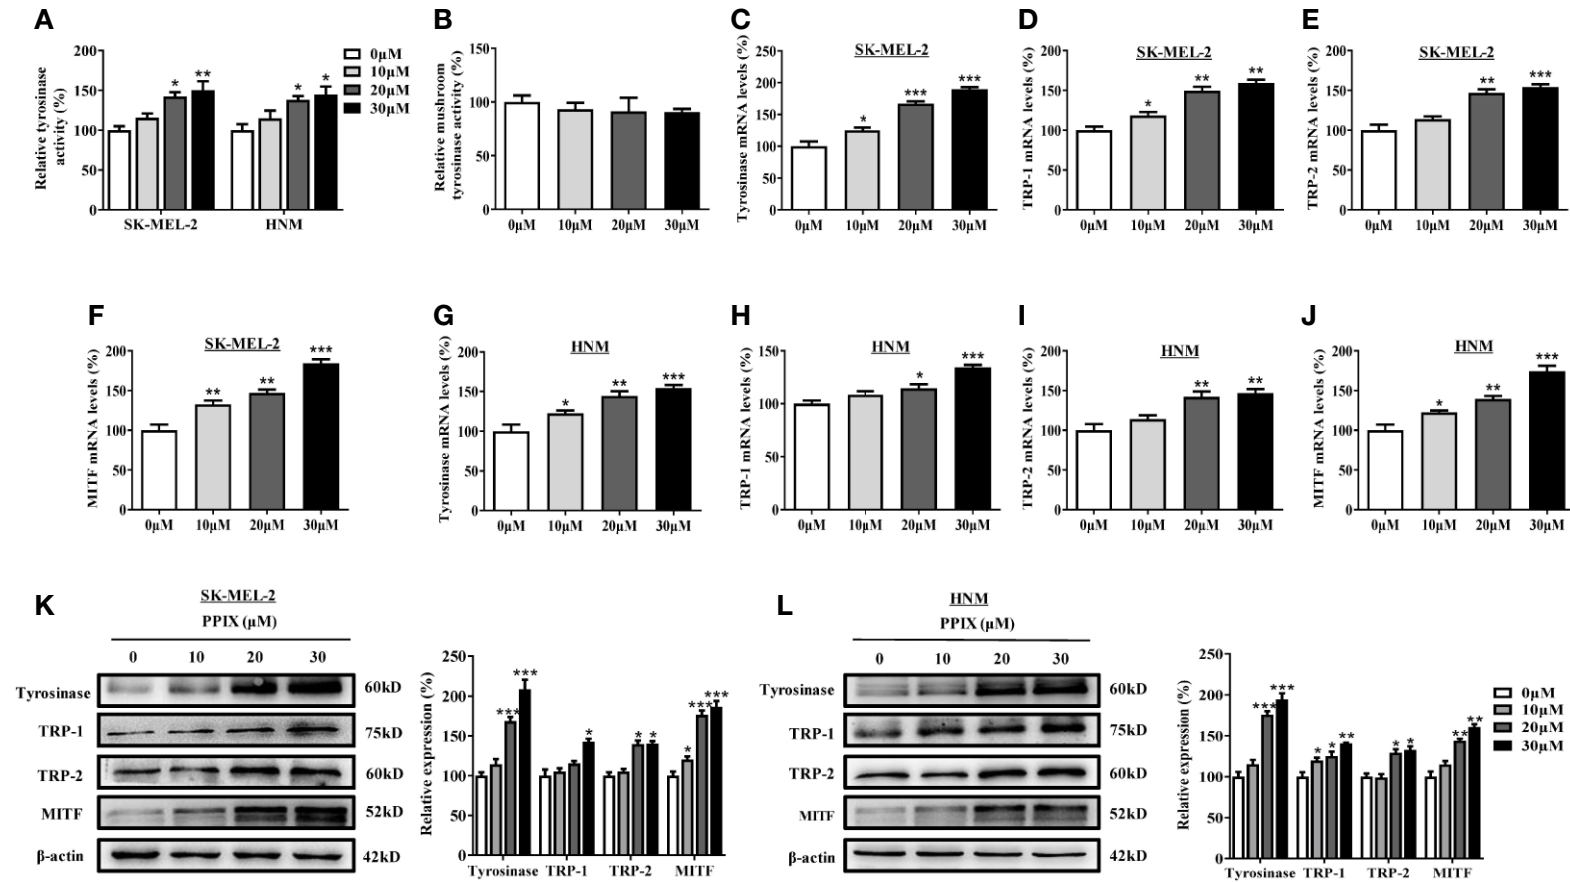 A
Relative tyrosinase
activity (%)
200
150
100
50
0
* ** * *
SK-MEL-2 HNM
0μM
10μM
20μM
30μM
B
Relative mushroom
tyrosinase activity (%)
150
100
50
0
0μM 10μM 20μM 30μM
C
SK-MEL-2
Tyrosinase mRNA levels (%)
250
200
150
100
50
0
* *** ***
0μM 10μM 20μM 30μM
D
SK-MEL-2
TRP-1 mRNA levels (%)
200
150
100
50
0
* ** **
0μM 10μM 20μM 30μM
E
SK-MEL-2
TRP-2 mRNA levels (%)
200
150
100
50
0
** ***
0μM 10μM 20μM 30μM
F
SK-MEL-2
MITF mRNA levels (%)
200
150
100
50
0
** ** ***
0μM 10μM 20μM 30μM
G
HNM
Tyrosinase mRNA levels (%)
200
150
100
50
0
* ** ***
0μM 10μM 20μM 30μM
H
HNM
TRP-1 mRNA levels (%)
150
100
50
0
* ***
0μM 10μM 20μM 30μM
I
HNM
TRP-2 mRNA levels (%)
200
150
100
50
0
** **
0μM 10μM 20μM 30μM
J
HNM
MITF mRNA levels (%)
200
150
100
50
0
* ** ***
0μM 10μM 20μM 30μM
K
SK-MEL-2
PPIX (μM)
0 10 20 30
Tyrosinase 60kD
TRP-1 75kD
TRP-2 60kD
MITF 52kD
β-actin 42kD
Relative expression (%)
250
200
150
100
50
0
*** *** * * * * *** ***
Tyrosinase TRP-1 TRP-2 MITF
L
HNM
PPIX (μM)
0 10 20 30
Tyrosinase 60kD
TRP-1 75kD
TRP-2 60kD
MITF 52kD
β-actin 42kD
Relative expression (%)
250
200
150
100
50
0
*** *** * * ** * * ** **
Tyrosinase TRP-1 TRP-2 MITF
0μM
10μM
20μM
30μM